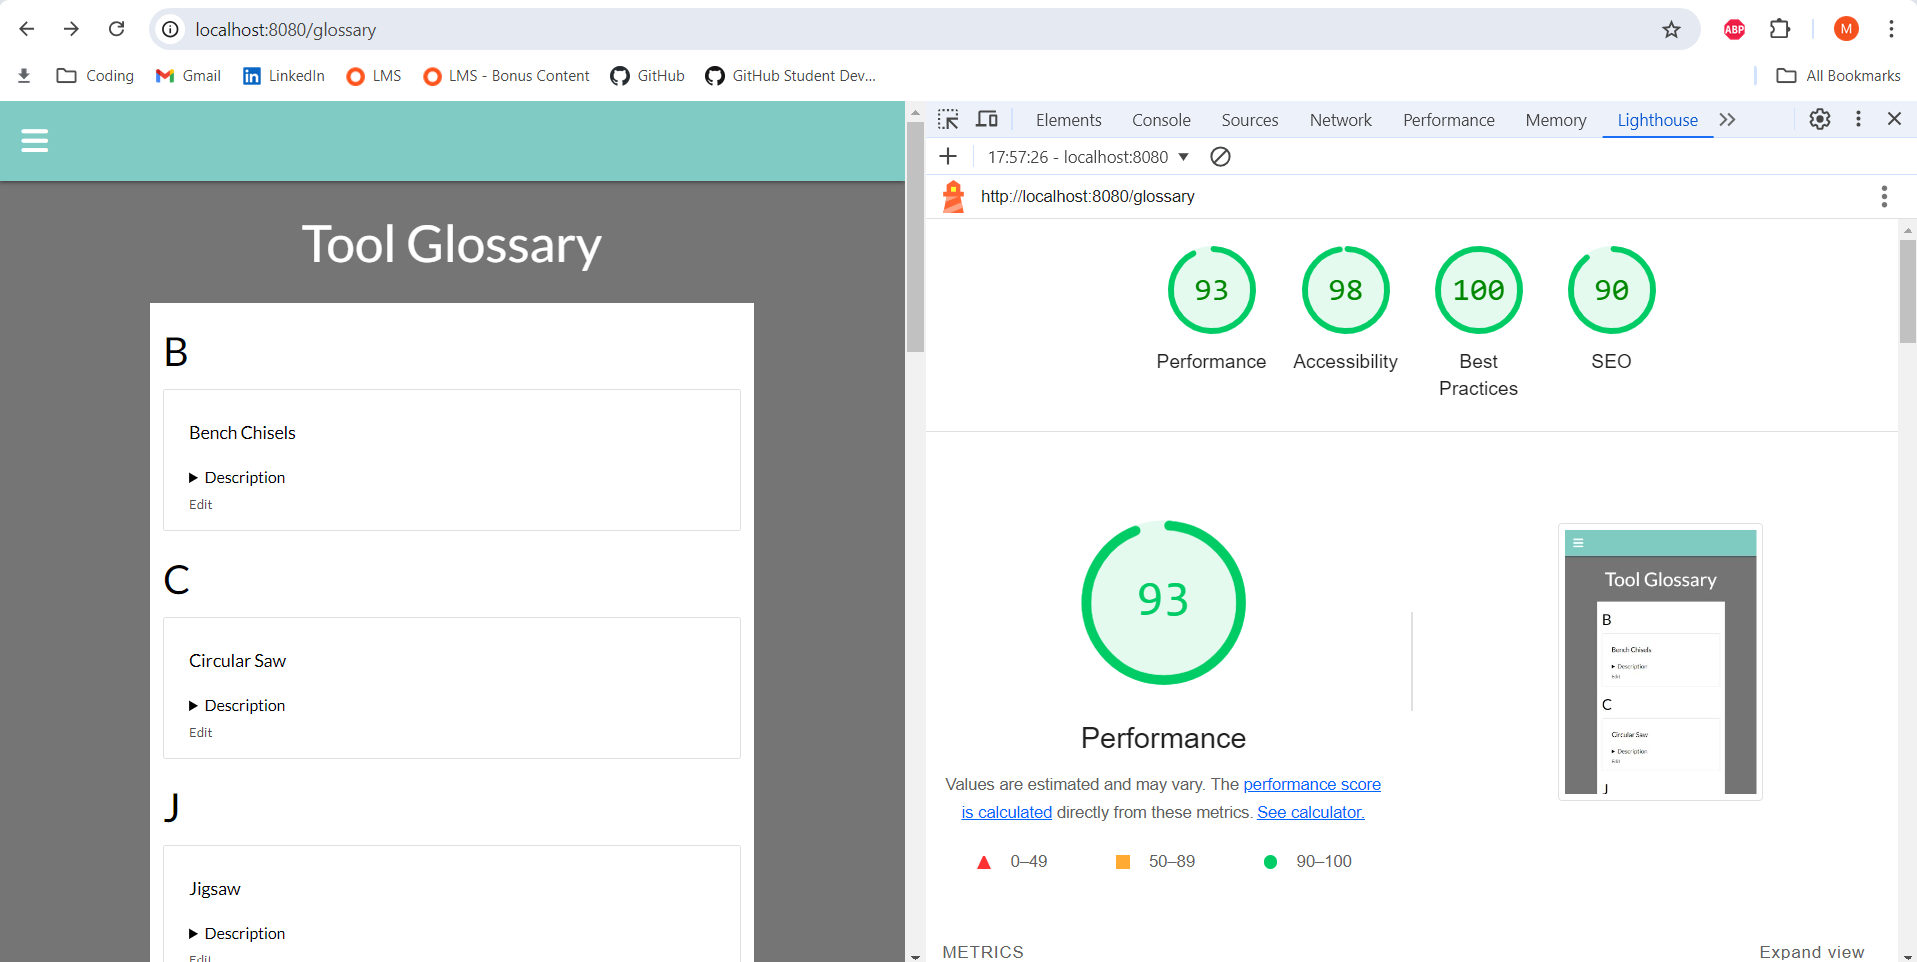 localhost:8080/glossary
ABP
M
Coding
Gmail
LinkedIn
LMS
LMS - Bonus Content
GitHub
GitHub Student Dev...
All Bookmarks
Tool Glossary
B
Bench Chisels
Description
Edit
C
Circular Saw
Description
Edit
J
Jigsaw
Description
Edit
Elements
Console
Sources
Network
Performance
Memory
Lighthouse
17:57:26 - localhost:8080
http://localhost:8080/glossary
93
98
100
90
Performance
Accessibility
Best
Practices
SEO
93
Performance
Values are estimated and may vary. The performance score
is calculated directly from these metrics. See calculator.
0–49
50–89
90–100
Tool Glossary
B
Bench Chisels
Description
Edit
C
Circular Saw
Description
Edit
J
METRICS
Expand view